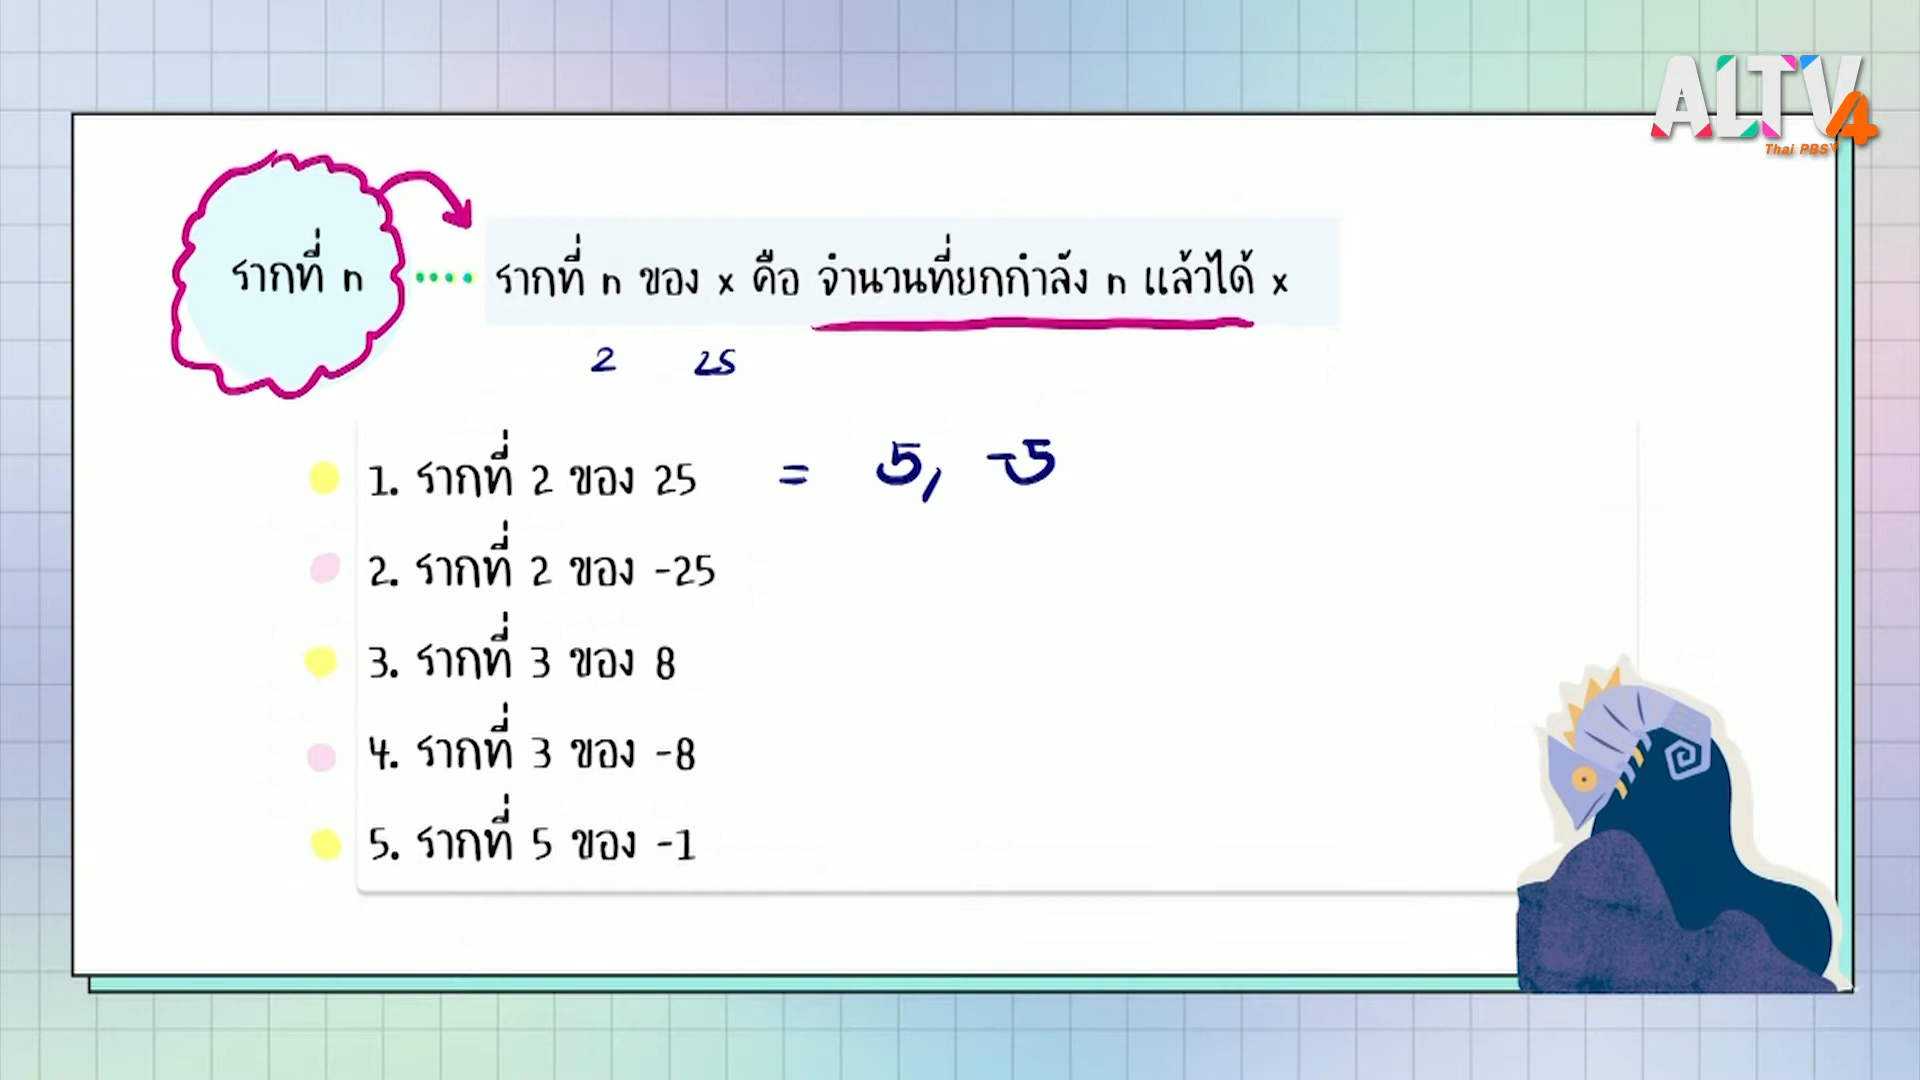 ALTV4
Thai PBS
รากที่ n
รากที่ n ของ x คือ จำนวนที่ยกกำลัง n แล้วได้ x
2 25
1. รากที่ 2 ของ 25 = 5, -5
2. รากที่ 2 ของ -25
3. รากที่ 3 ของ 8
4. รากที่ 3 ของ -8
5. รากที่ 5 ของ -1